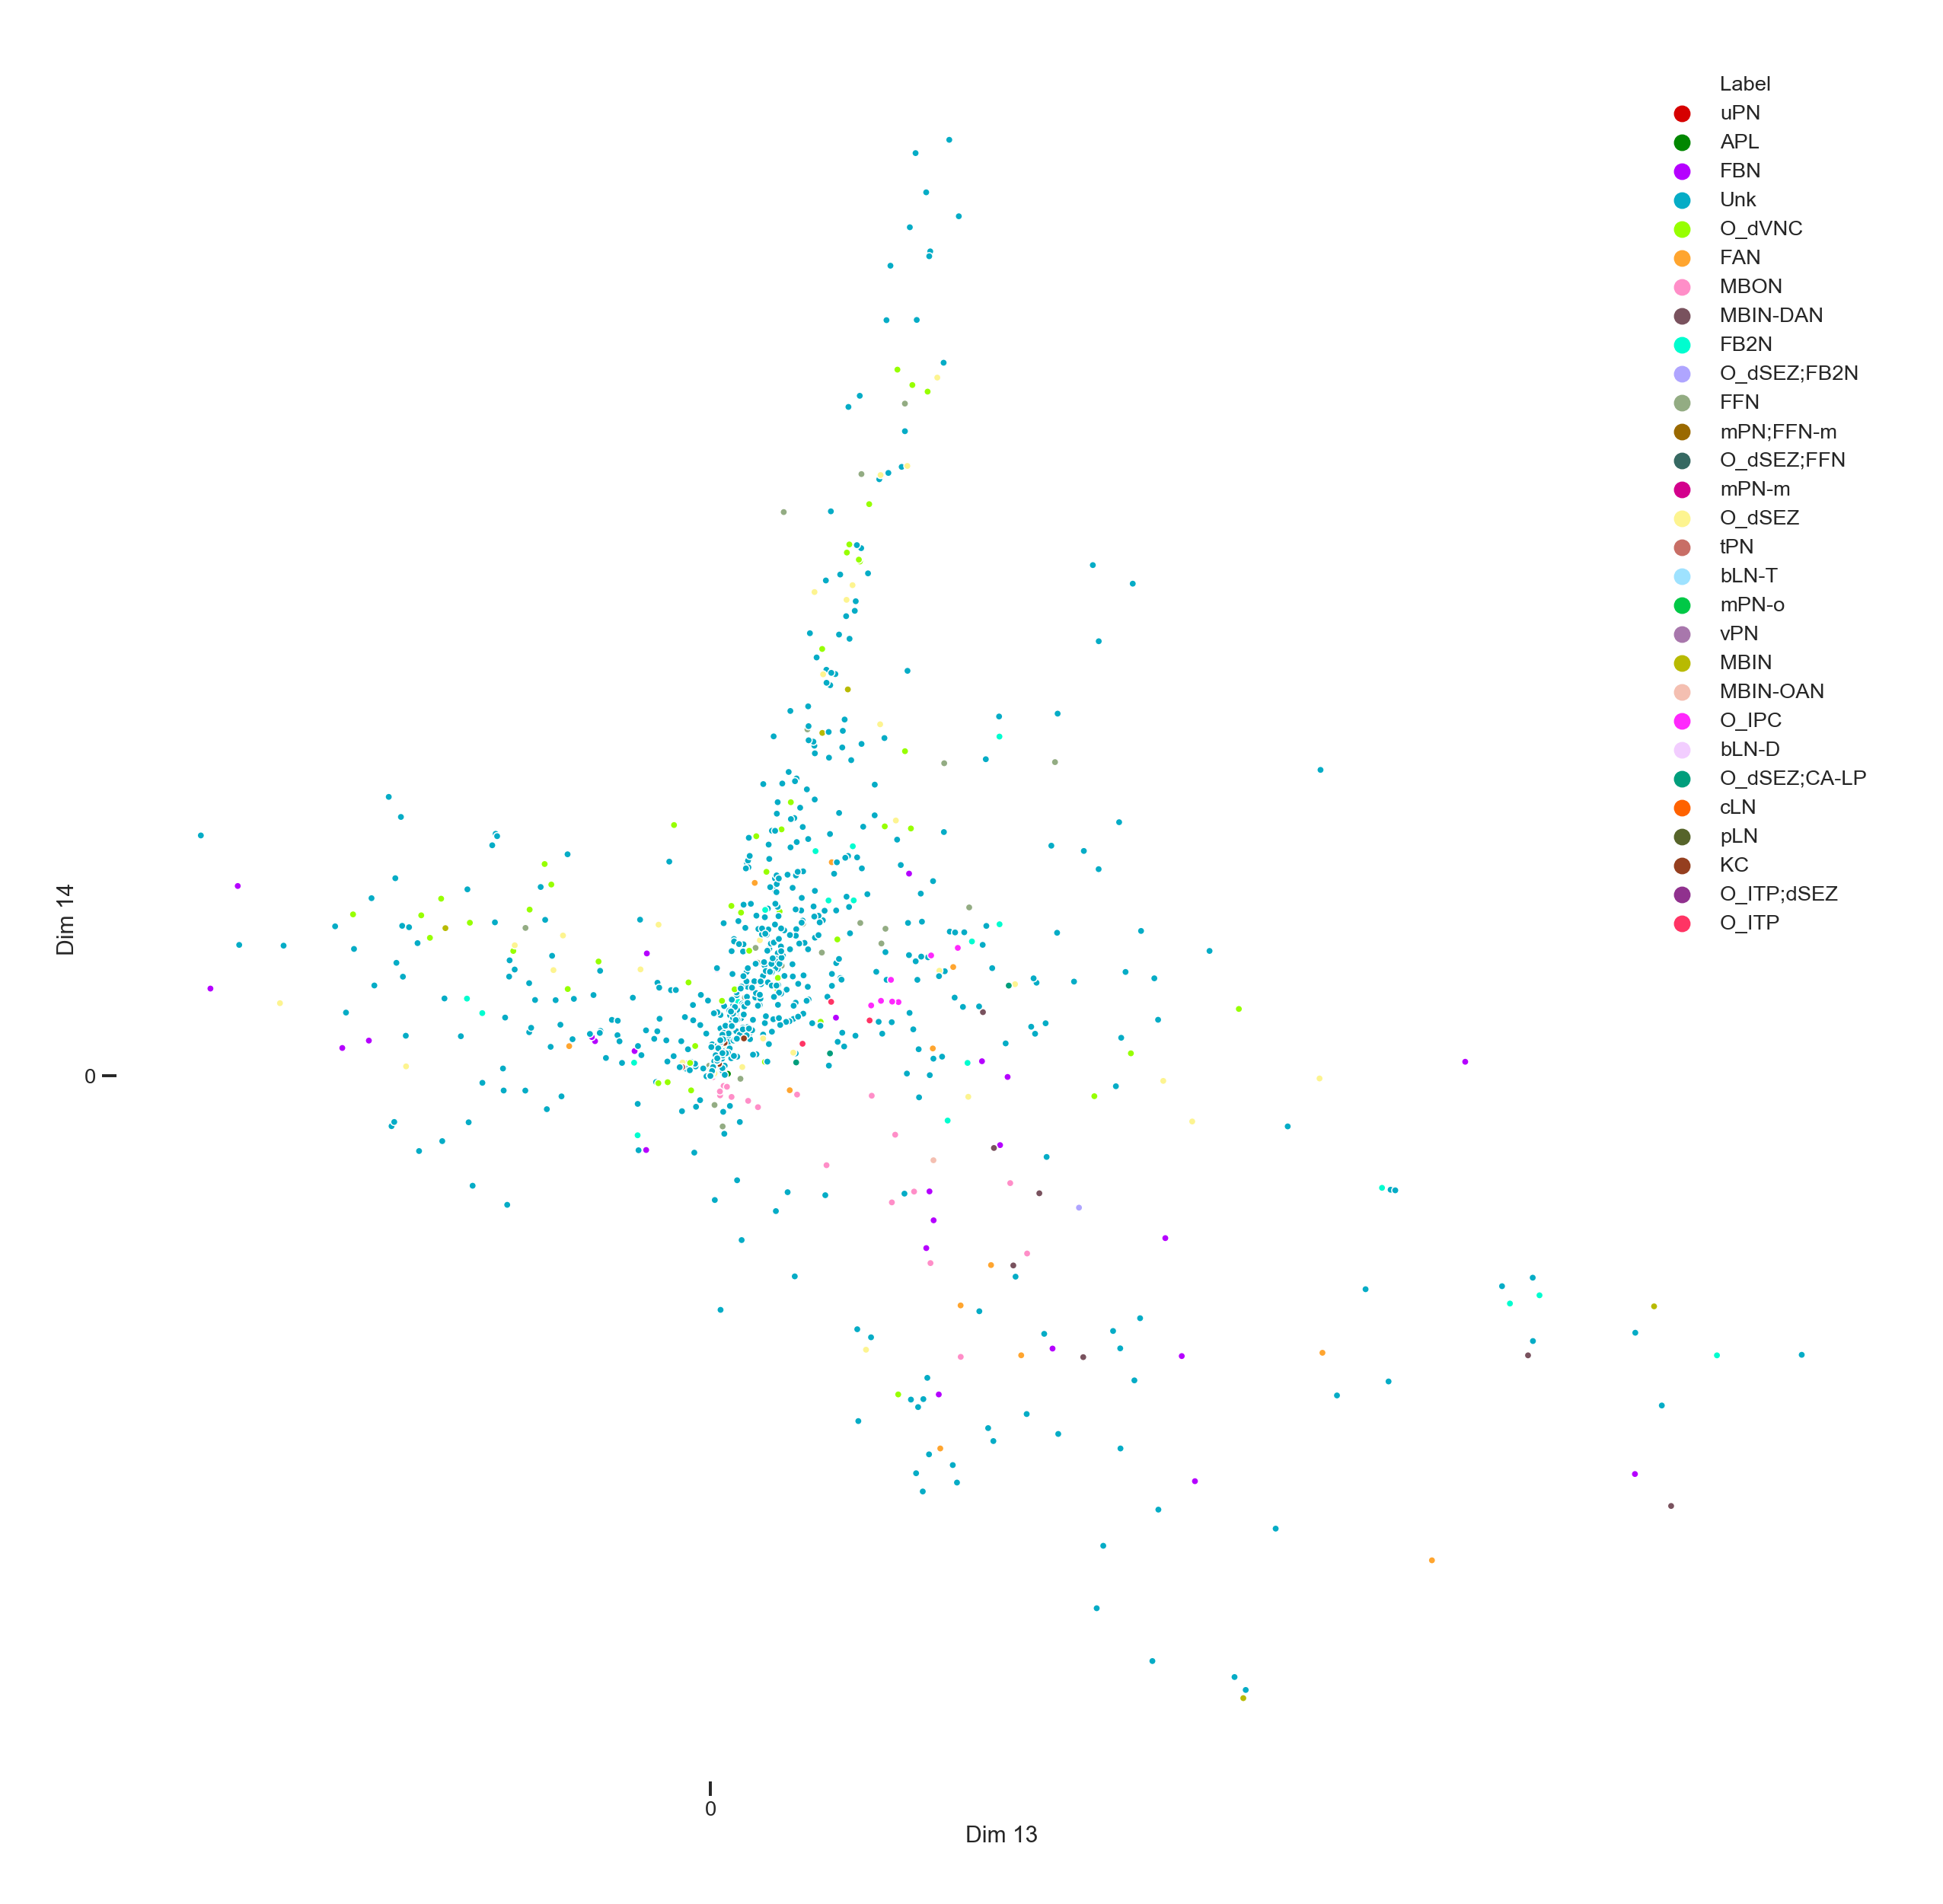 Label
uPN
APL
FBN
Unk
O_dVNC
FAN
MBON
MBIN-DAN
FB2N
O_dSEZ;FB2N
FFN
mPN;FFN-m
O_dSEZ;FFN
mPN-m
O_dSEZ
tPN
bLN-T
mPN-o
vPN
MBIN
MBIN-OAN
O_IPC
bLN-D
O_dSEZ;CA-LP
cLN
pLN
KC
O_ITP;dSEZ
O_ITP
Dim 14
0
0
Dim 13